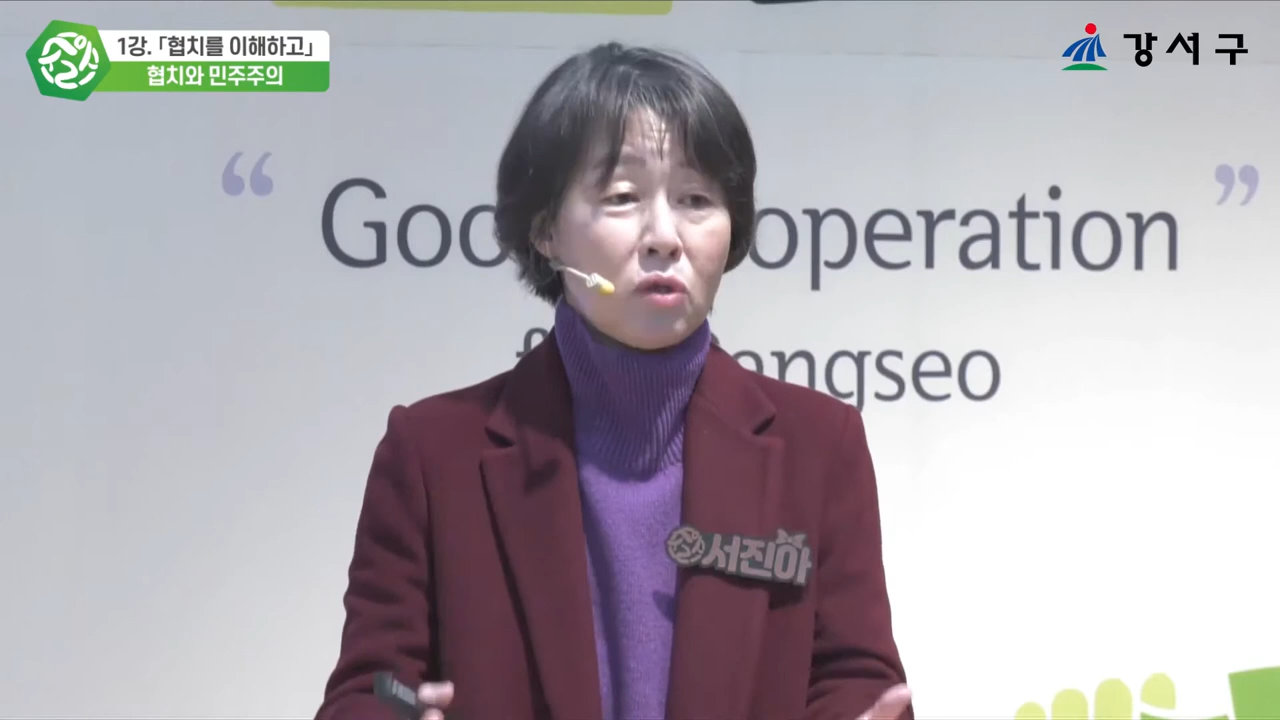 1강. 「협치를 이해하고」
협치와 민주주의
강서구
“ Goo operation ”
angseo
서진아